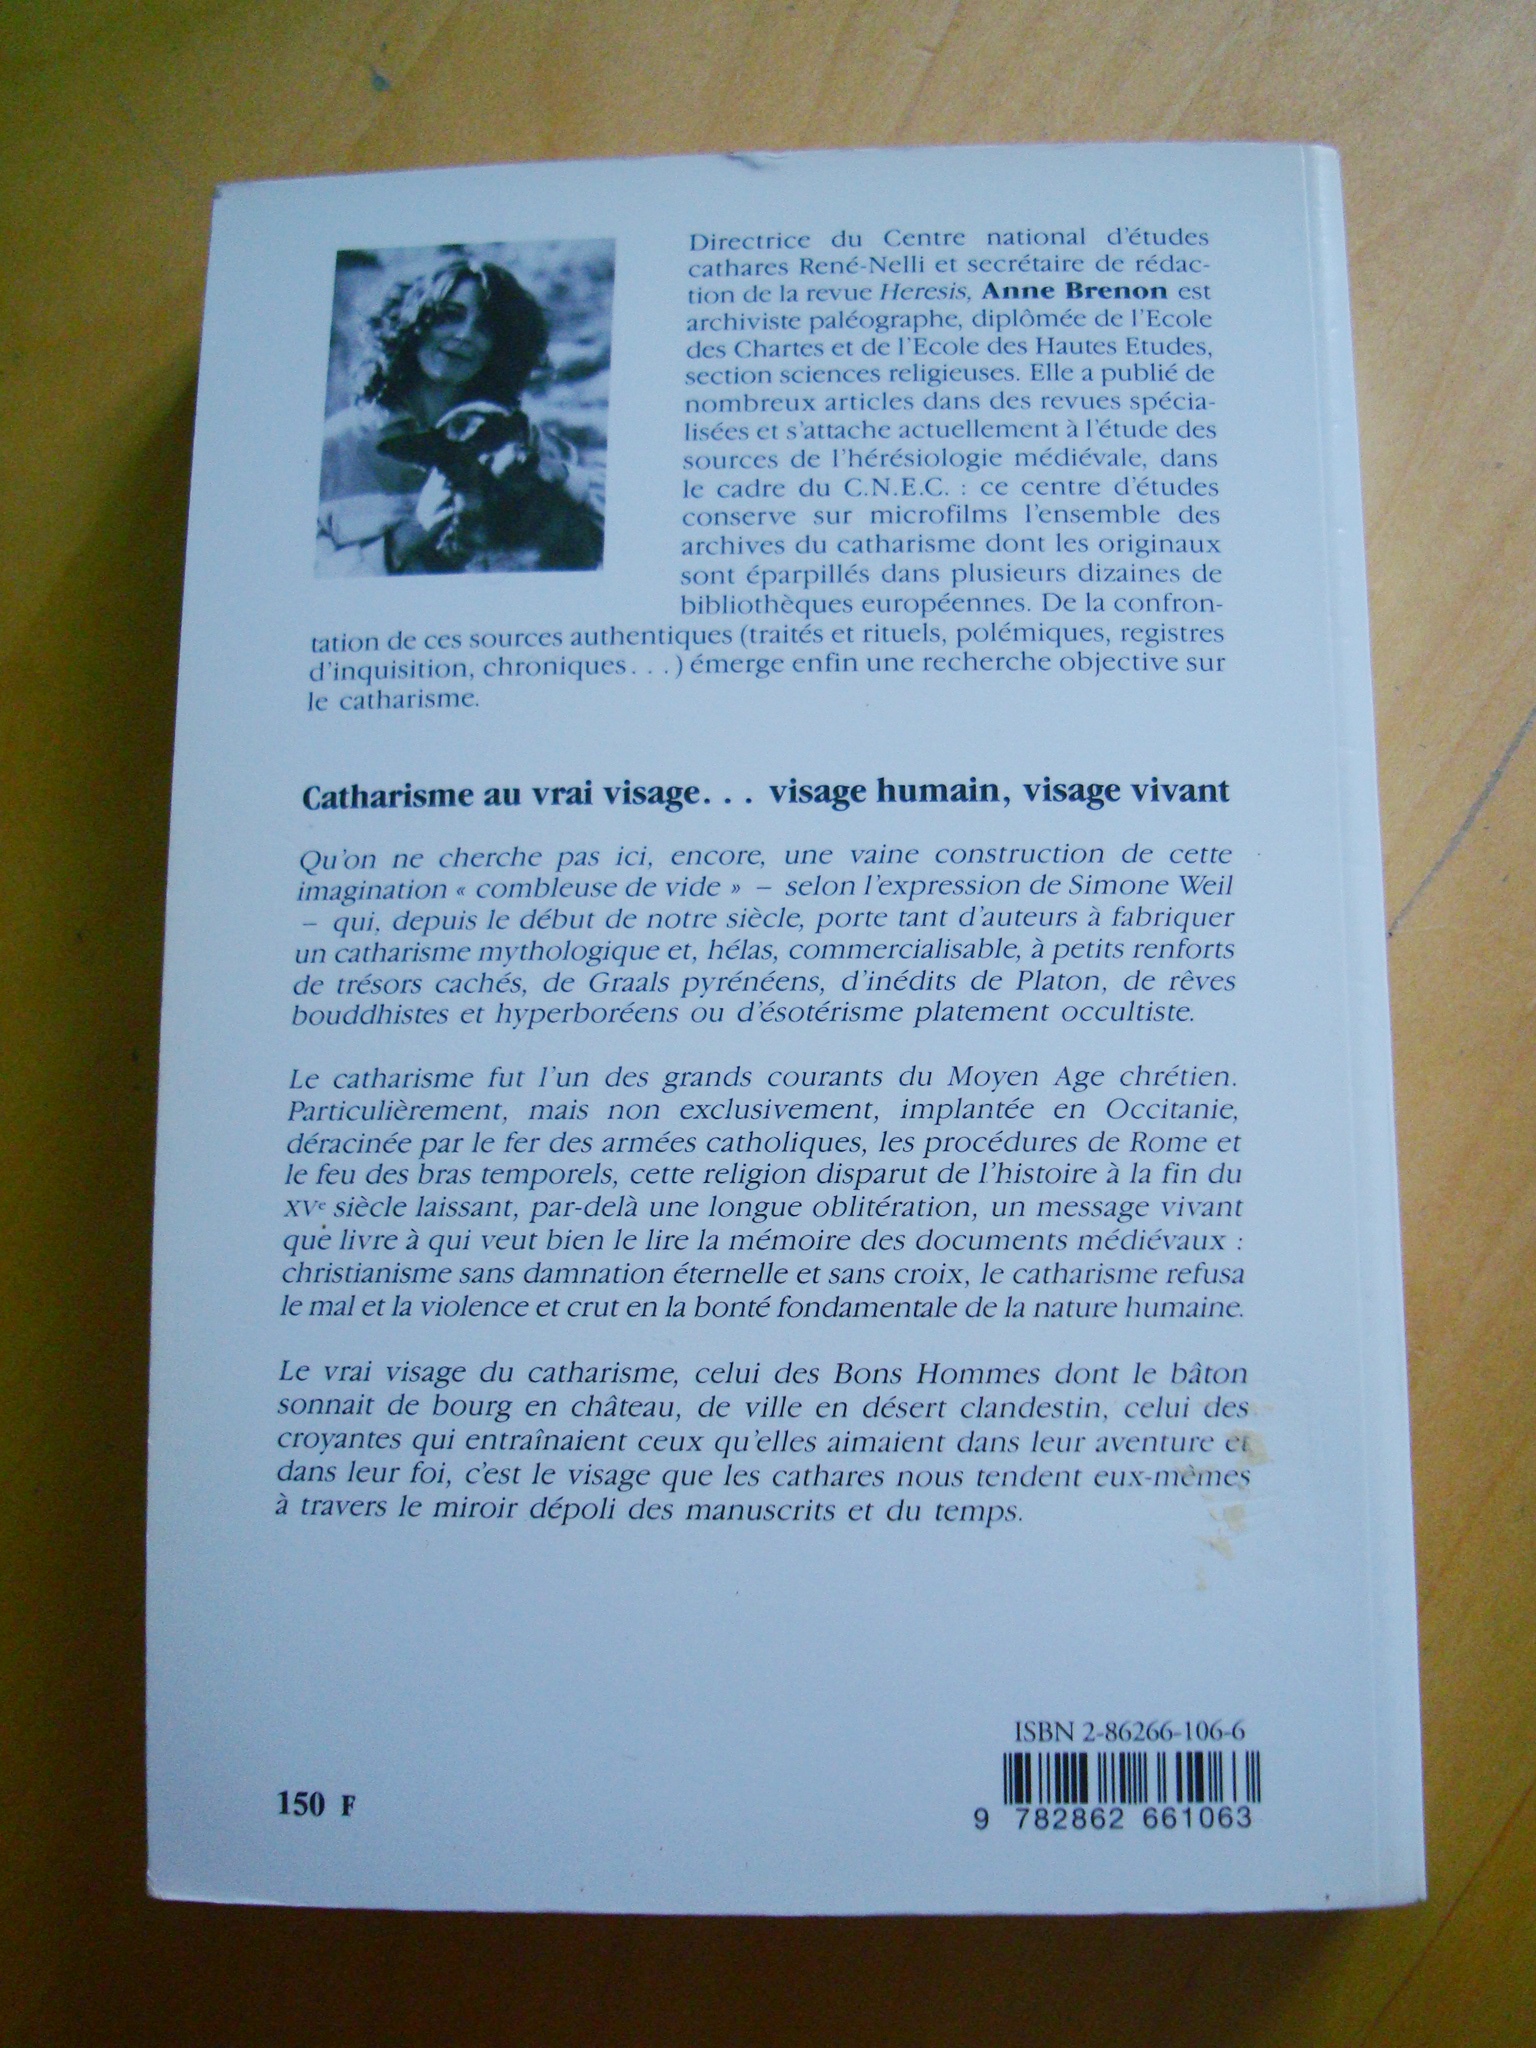 Directrice du Centre national d'études
cathares René-Nelli et secrétaire de rédac-
tion de la revue Heresis, Anne Brenon est
archiviste paléographe, diplômée de l'Ecole
des Chartes et de l'Ecole des Hautes Etudes,
section sciences religieuses. Elle a publié de
nombreux articles dans des revues spécia-
lisées et s'attache actuellement à l'étude des
sources de l'hérésiologie médiévale, dans
le cadre du C.N.E.C. : ce centre d'études
conserve sur microfilms l'ensemble des
archives du catharisme dont les originaux
sont éparpillés dans plusieurs dizaines de
bibliothèques européennes. De la confron-
tation de ces sources authentiques (traités et rituels, polémiques, registres
d'inquisition, chroniques...) émerge enfin une recherche objective sur
le catharisme.
Catharisme au vrai visage... visage humain, visage vivant
Qu'on ne cherche pas ici, encore, une vaine construction de cette
imagination « combleuse de vide » – selon l'expression de Simone Weil
– qui, depuis le début de notre siècle, porte tant d'auteurs à fabriquer
un catharisme mythologique et, hélas, commercialisable, à petits renforts
de trésors cachés, de Graals pyrénéens, d'inédits de Platon, de rêves
bouddhistes et hyperboréens ou d'ésotérisme platement occultiste.
Le catharisme fut l'un des grands courants du Moyen Age chrétien.
Particulièrement, mais non exclusivement, implantée en Occitanie,
déracinée par le fer des armées catholiques, les procédures de Rome et
le feu des bras temporels, cette religion disparut de l'histoire à la fin du
XVe siècle laissant, par-delà une longue oblitération, un message vivant
que livre à qui veut bien le lire la mémoire des documents médiévaux :
christianisme sans damnation éternelle et sans croix, le catharisme refusa
le mal et la violence et crut en la bonté fondamentale de la nature humaine.
Le vrai visage du catharisme, celui des Bons Hommes dont le bâton
sonnait de bourg en château, de ville en désert clandestin, celui des
croyantes qui entraînaient ceux qu'elles aimaient dans leur aventure et
dans leur foi, c'est le visage que les cathares nous tendent eux-mêmes
à travers le miroir dépoli des manuscrits et du temps.
ISBN 2-86266-106-6
150 F
9 782862 661063